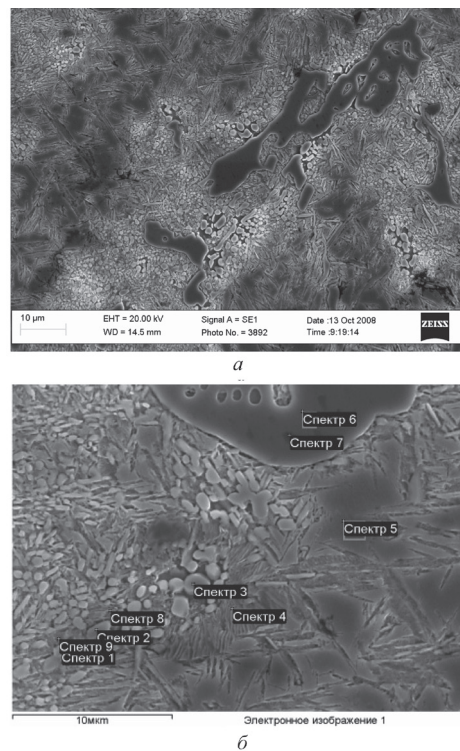 10 µm
EHT = 20.00 kV
WD = 14.5 mm
Signal A = SE1
Photo No. = 3892
Date :13 Oct 2008
Time :9:19:14
ZEISS
а
Спектр 6
Спектр 7
Спектр 5
Спектр 3
Спектр 8
Спектр 4
Спектр 2
Спектр 9
Спектр 1
10мкm
Электронное изображение 1
б